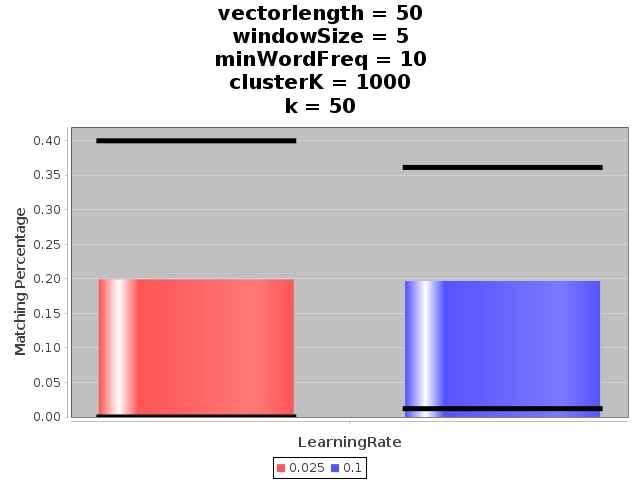 vectorlength = 50
windowSize = 5
minWordFreq = 10
clusterK = 1000
k = 50
0.40
0.35
0.30
0.25
0.20
0.15
0.10
0.05
0.00
Matching Percentage
LearningRate
0.025 0.1